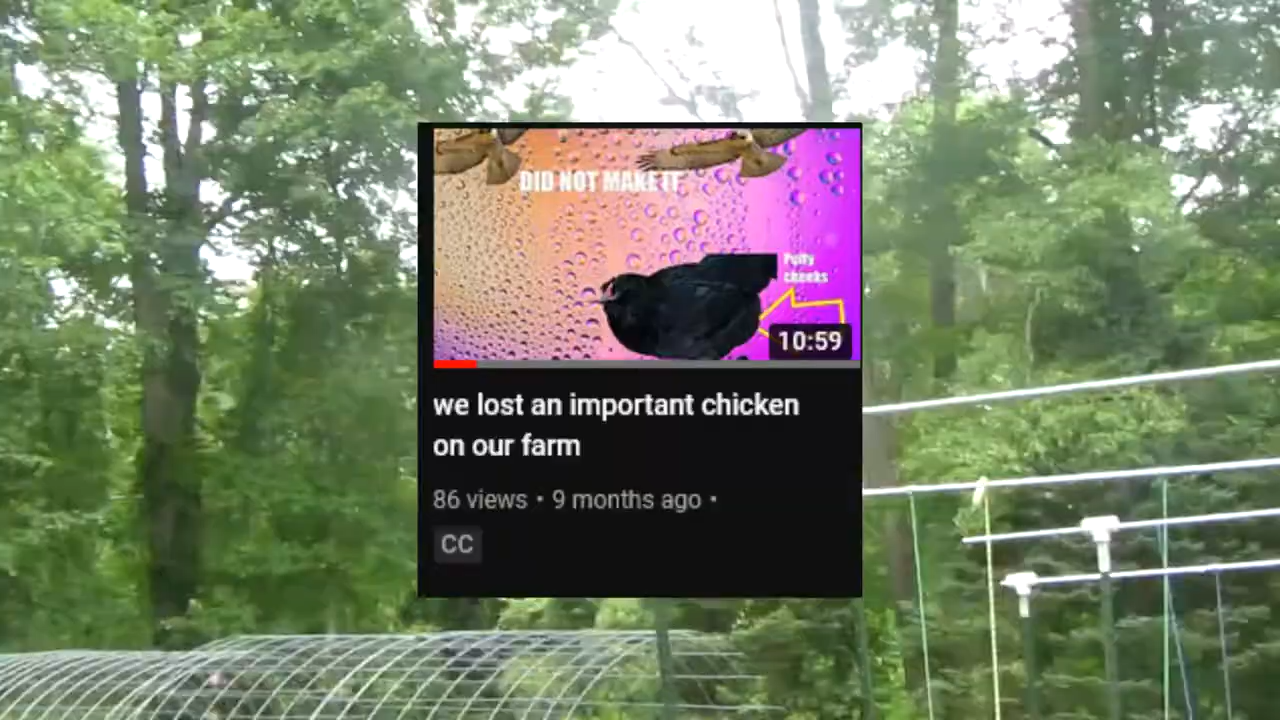 DID NOT MAKE IT
Puffy
cheeks
10:59
we lost an important chicken
on our farm
86 views • 9 months ago •
CC